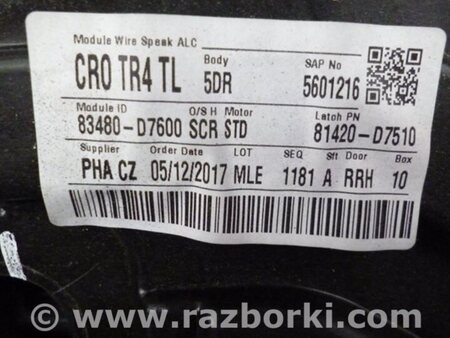 Module Wire Speak ALC Body SAP No
CRO TR4 TL 5DR 5601216
Module ID O/S H Motor Latch PN
83480-D7600 SCR STD 81420-D7510
Supplier Order Date LOT SEQ Sft Door Box
PHA CZ 05/12/2017 MLE 1181 A RRH 10
© www.razborki.com